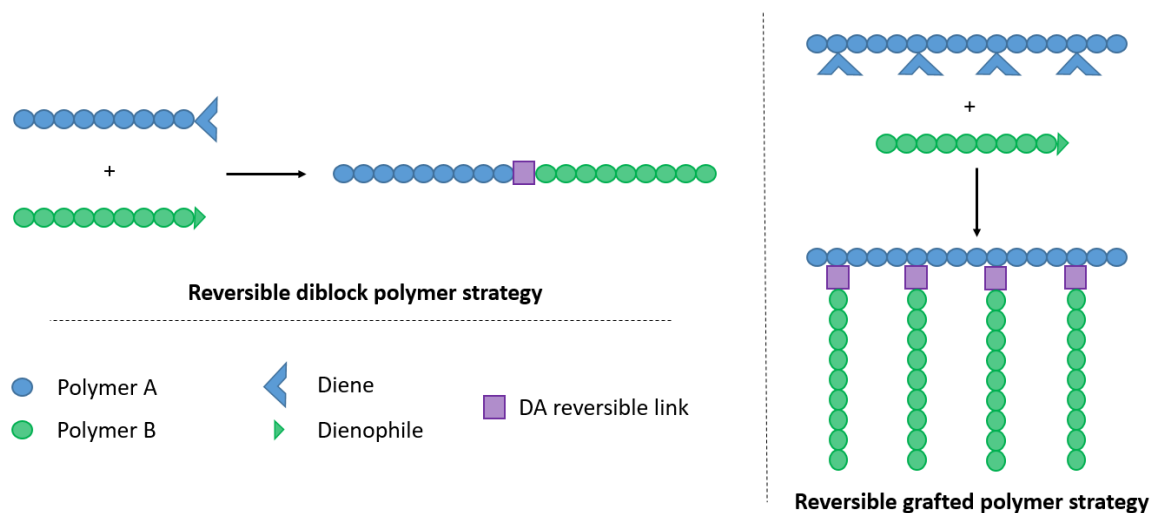 +
Reversible diblock polymer strategy
Polymer A
Diene
DA reversible link
Polymer B
Dienophile
+
Reversible grafted polymer strategy